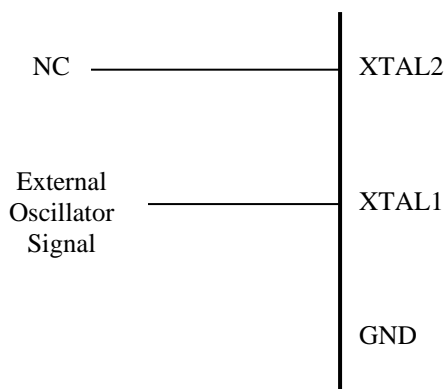 NC
XTAL2
External
Oscillator
Signal
XTAL1
GND